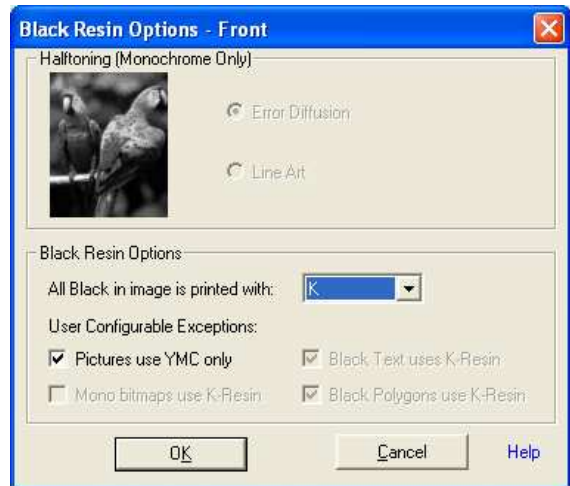 Black Resin Options - Front
Halftoning (Monochrome Only)
Error Diffusion
Line Art
Black Resin Options
All Black in image is printed with: K
User Configurable Exceptions:
Pictures use YMC only Black Text uses K-Resin
Mono bitmaps use K-Resin Black Polygons use K-Resin
OK Cancel Help